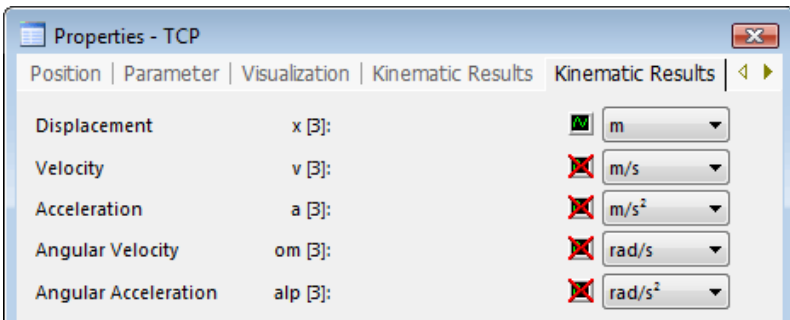 Properties - TCP
Position | Parameter | Visualization | Kinematic Results Kinematic Results
Displacement x [3]: m
Velocity v [3]: m/s
Acceleration a [3]: m/s²
Angular Velocity om [3]: rad/s
Angular Acceleration alp [3]: rad/s²